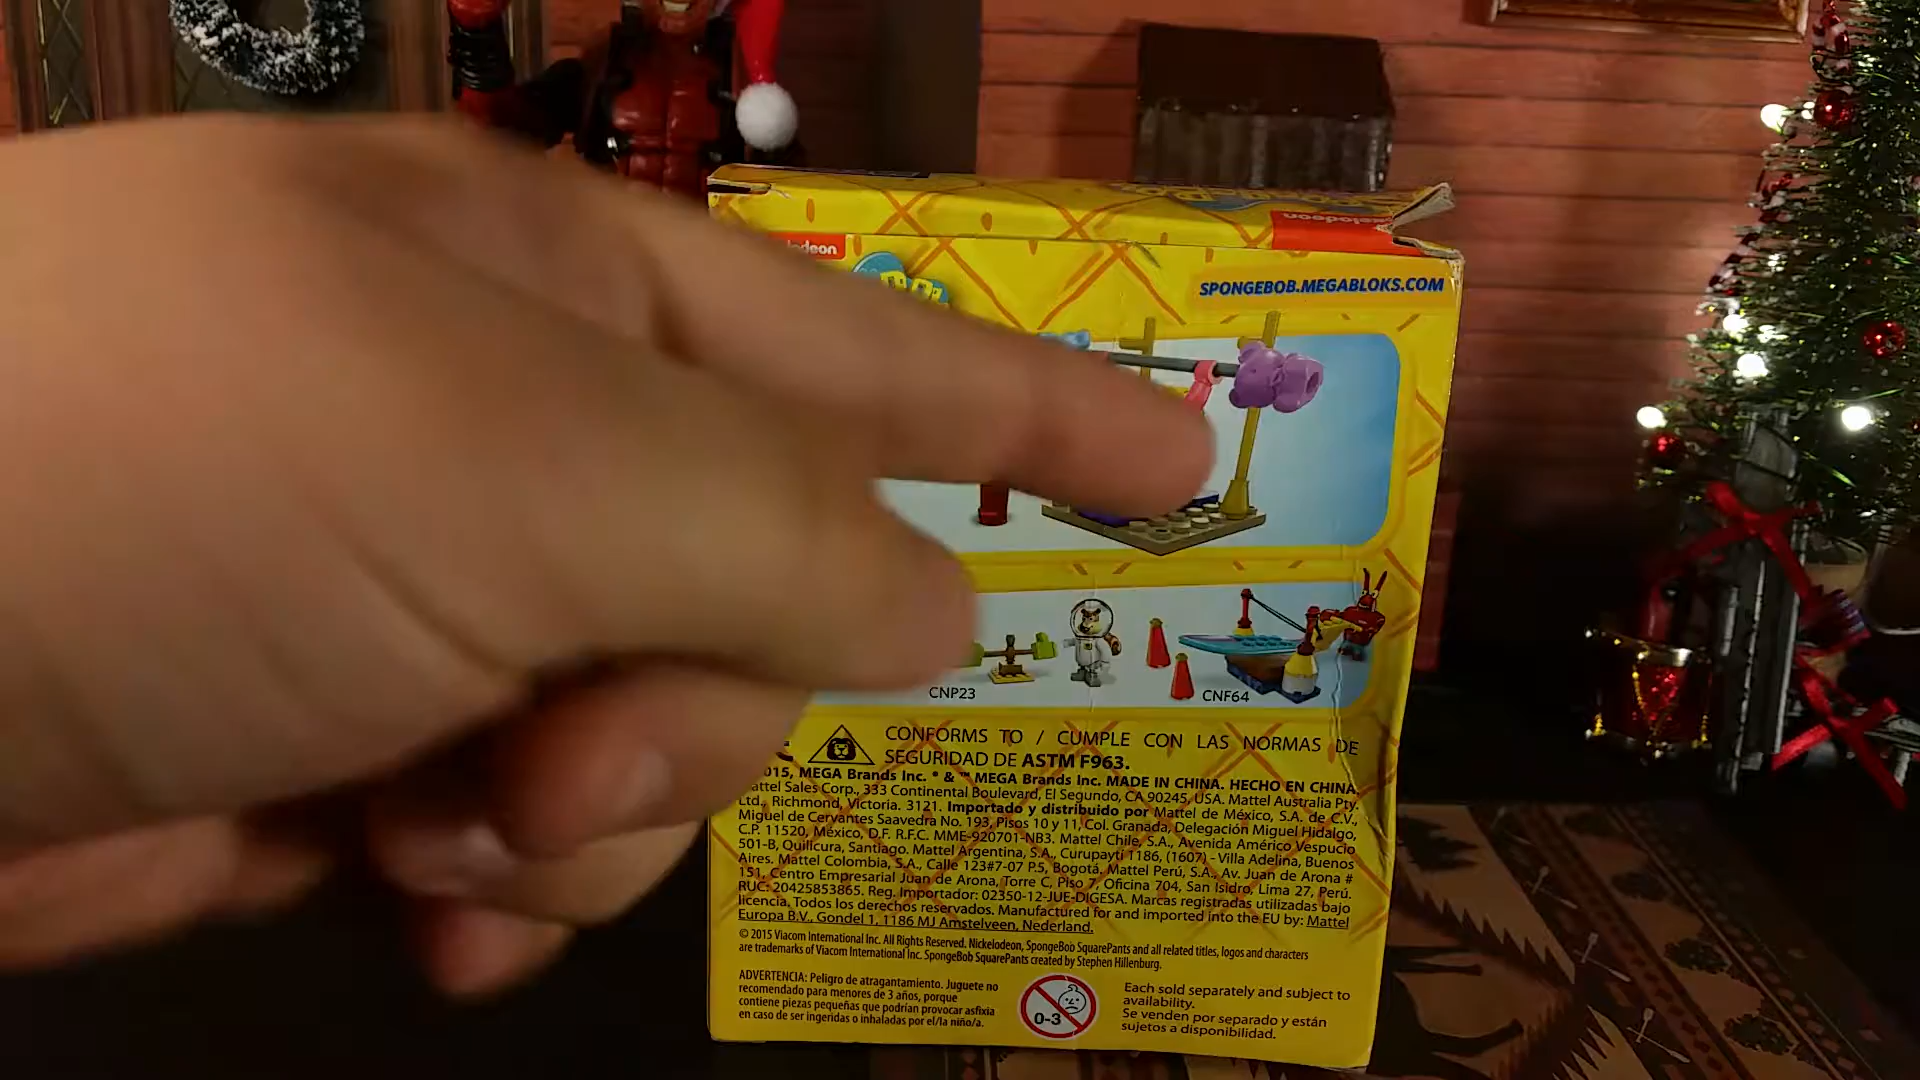 nickelodeon
SPONGEBOB.MEGABLOKS.COM
CNP23
CNF64
CONFORMS TO / CUMPLE CON LAS NORMAS DE
SEGURIDAD DE ASTM F963.
MEGA Brands Inc. ® & ™ MEGA Brands Inc. MADE IN CHINA. HECHO EN CHINA.
Sales Corp., 333 Continental Boulevard, El Segundo, CA 90245, USA. Mattel Australia Pty.
Ltd., Richmond, Victoria. 3121. Importado y distribuido por Mattel de México, S.A. de C.V.,
Miguel de Cervantes Saavedra No. 193, Pisos 10 y 11, Col. Granada, Delegación Miguel Hidalgo,
C.P. 11520, México, D.F. R.F.C. MME-920701-NB3. Mattel Chile, S.A., Avenida Américo Vespucio
501-B, Quilicura, Santiago. Mattel Argentina, S.A., Curupaytí 1186, (1607) - Villa Adelina, Buenos
Aires. Mattel Colombia, S.A., Calle 123#7-07 P.5, Bogotá. Mattel Perú, S.A., Av. Juan de Arona #
151, Centro Empresarial Juan de Arona, Torre C, Piso 7, Oficina 704, San Isidro, Lima 27, Perú.
RUC: 20425853865. Reg. Importador: 02350-12-JUE-DIGESA. Marcas registradas utilizadas bajo
licencia. Todos los derechos reservados. Manufactured for and imported into the EU by: Mattel
Europa B.V., Gondel 1, 1186 MJ Amstelveen, Nederland.
© 2015 Viacom International Inc. All Rights Reserved. Nickelodeon, SpongeBob SquarePants and all related titles, logos and characters
are trademarks of Viacom International Inc. SpongeBob SquarePants created by Stephen Hillenburg.
ADVERTENCIA: Peligro de atragantamiento. Juguete no
recomendado para menores de 3 años, porque
contiene piezas pequeñas que podrían provocar asfixia
en caso de ser ingeridas o inhaladas por el/la niño/a.
0-3
Each sold separately and subject to
availability.
Se venden por separado y están
sujetos a disponibilidad.